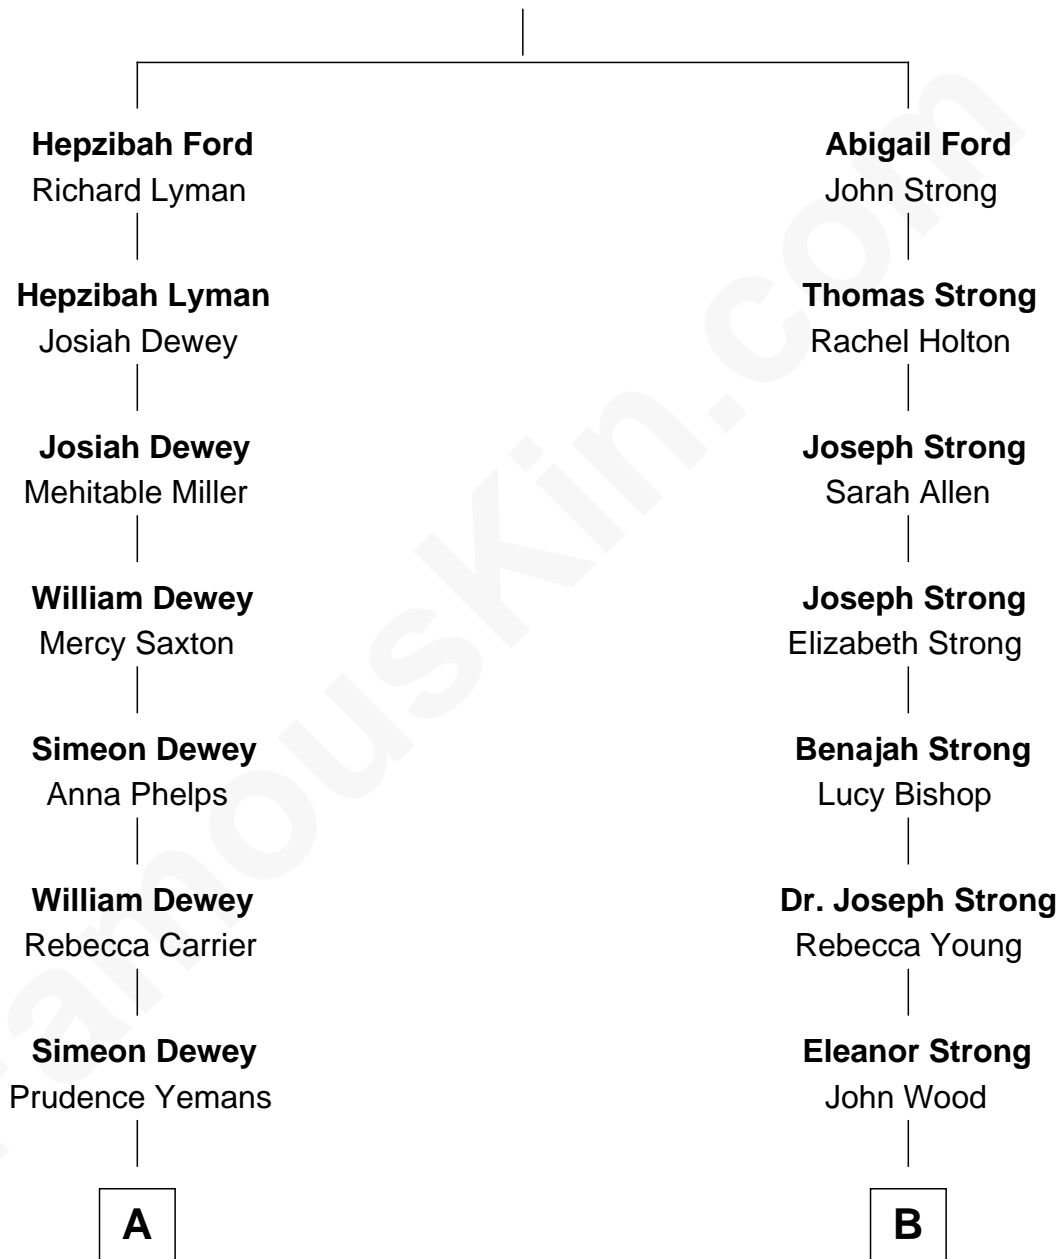 Hepzibah Ford
Richard Lyman
Hepzibah Lyman
Josiah Dewey
Josiah Dewey
Mehitable Miller
William Dewey
Mercy Saxton
Simeon Dewey
Anna Phelps
William Dewey
Rebecca Carrier
Simeon Dewey
Prudence Yemans
A
Abigail Ford
John Strong
Thomas Strong
Rachel Holton
Joseph Strong
Sarah Allen
Joseph Strong
Elizabeth Strong
Benajah Strong
Lucy Bishop
Dr. Joseph Strong
Rebecca Young
Eleanor Strong
John Wood
B
FamousKin.com